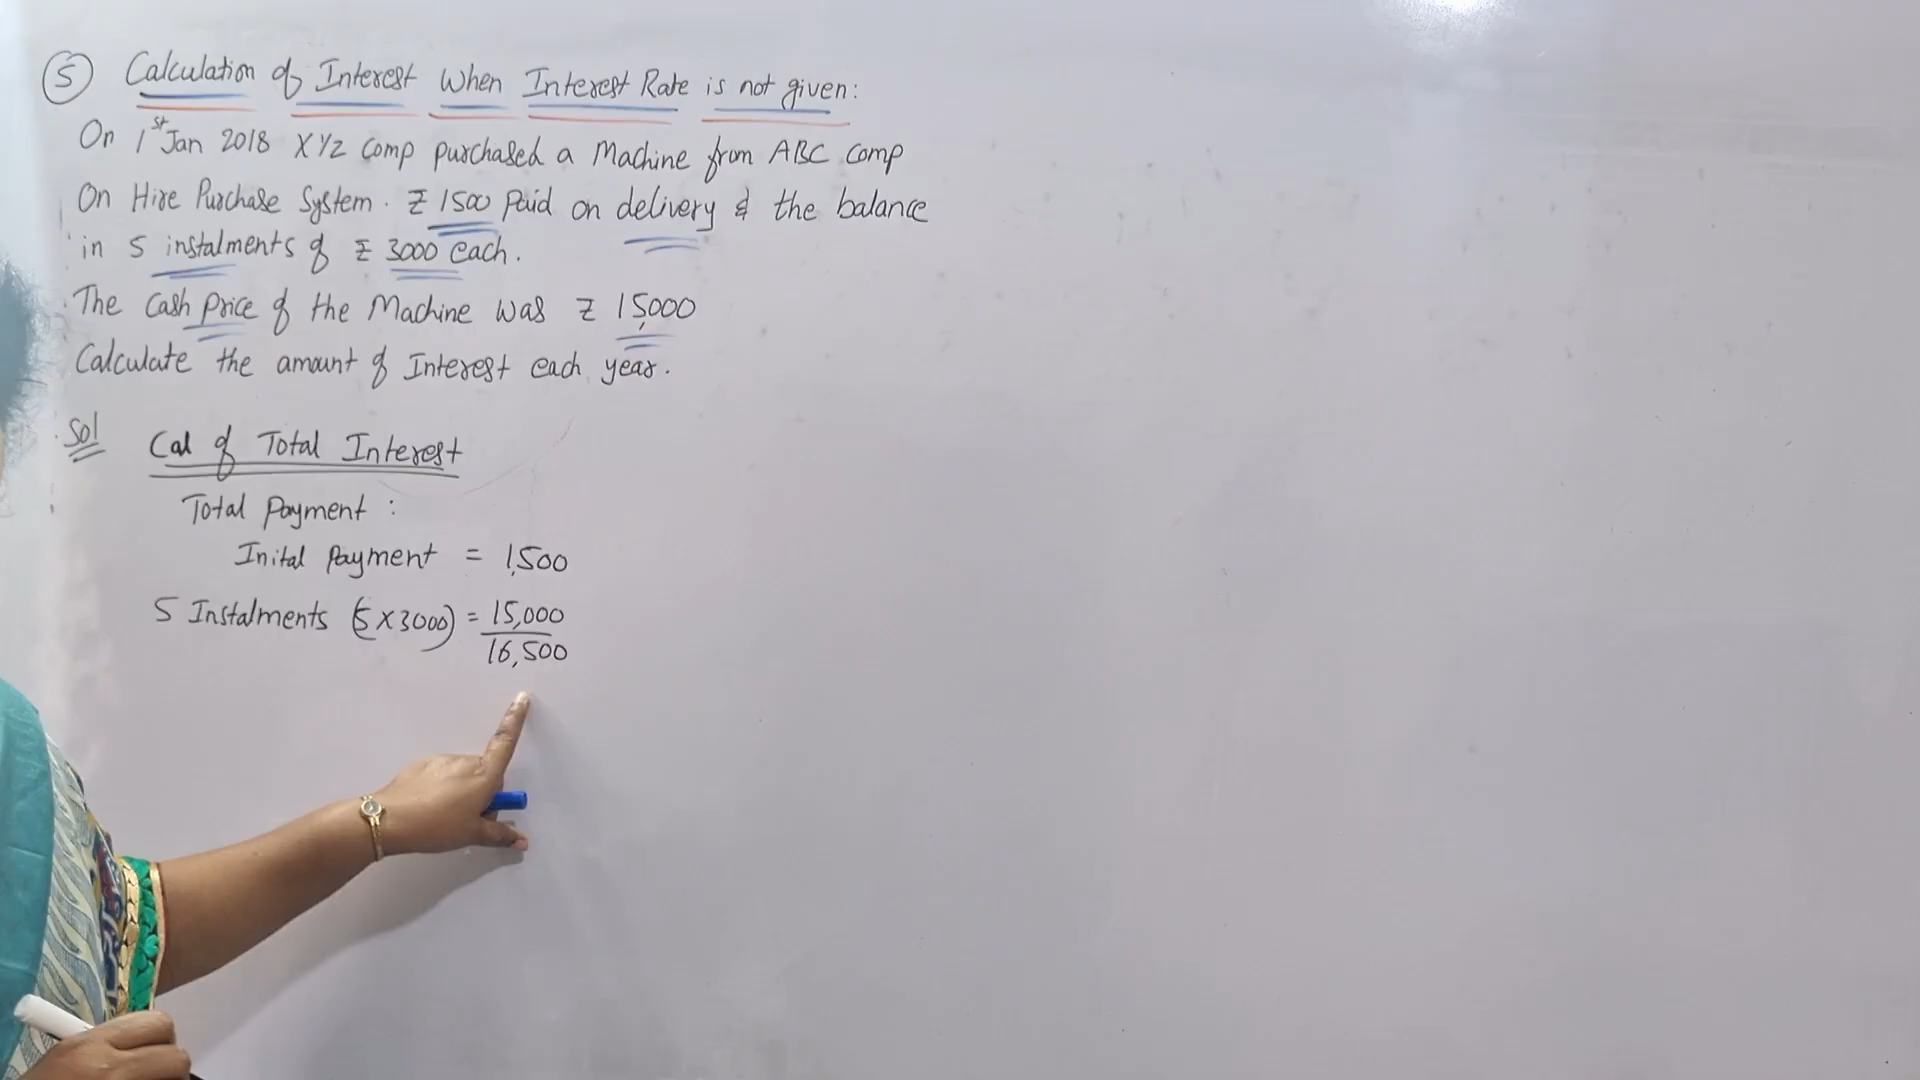 5 Calculation of Interest When Interest Rate is not given:
On 1st Jan 2018 XYZ Comp purchased a Machine from ABC Comp
On Hire Purchase System. ₹ 1500 Paid on delivery & the balance
in 5 instalments of ₹ 3000 each.
The Cash Price of the Machine was ₹ 15,000
Calculate the amount of Interest each year.
Sol Cal of Total Interest
Total Payment :
Inital Payment = 1,500
5 Instalments (5 x 3000) = 15,000
16,500